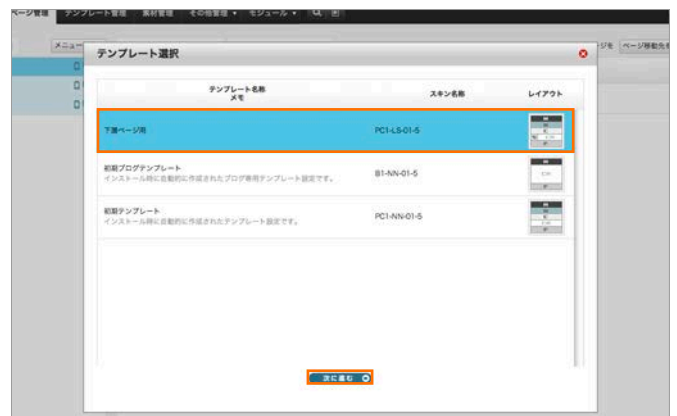 ページ管理 テンプレート管理 素材管理 その他管理 モジュール
メニュー
テンプレート選択
テンプレート名称
メモ
スキン名称
レイアウト
下層ページ用
PC1-LS-01-5
初期ブログテンプレート
インストール時に自動的に作成されたブログ専用テンプレート設定です。
B1-NN-01-5
初期テンプレート
インストール時に自動的に作成されたテンプレート設定です。
PC1-NN-01-5
次に進む